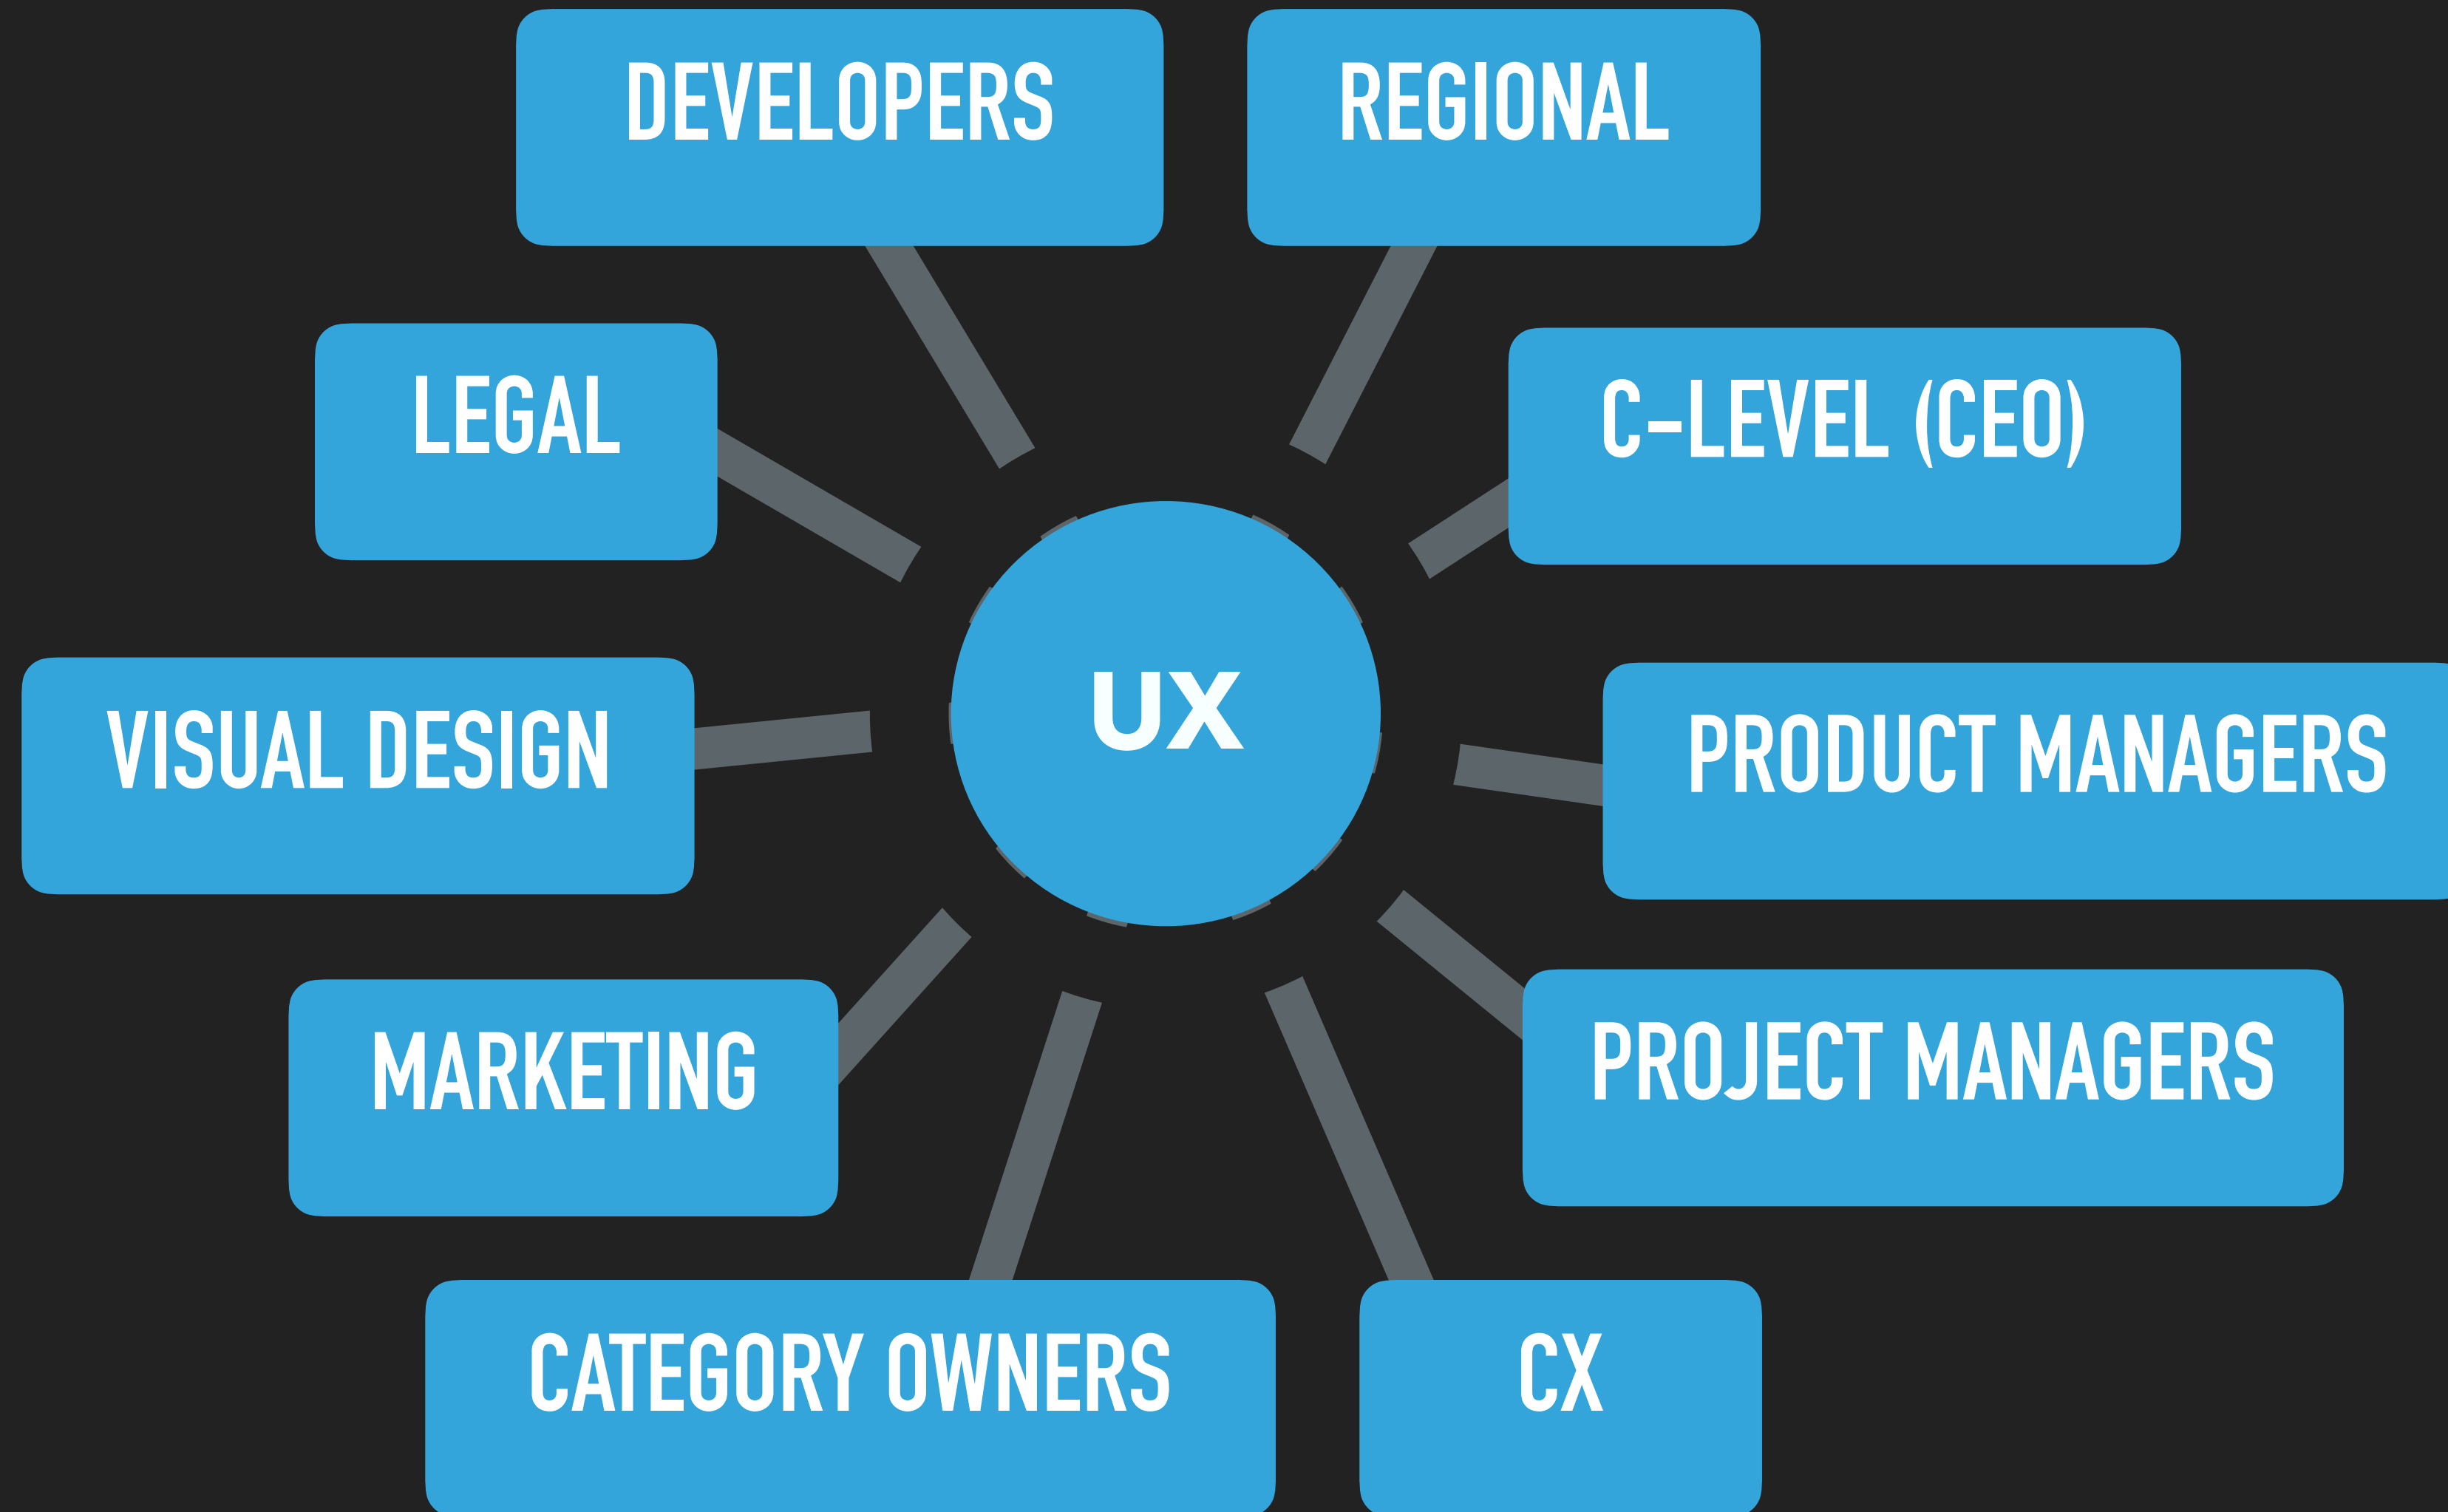 DEVELOPERS
REGIONAL
LEGAL
C-LEVEL (CEO)
UX
VISUAL DESIGN
PRODUCT MANAGERS
MARKETING
PROJECT MANAGERS
CATEGORY OWNERS
CX